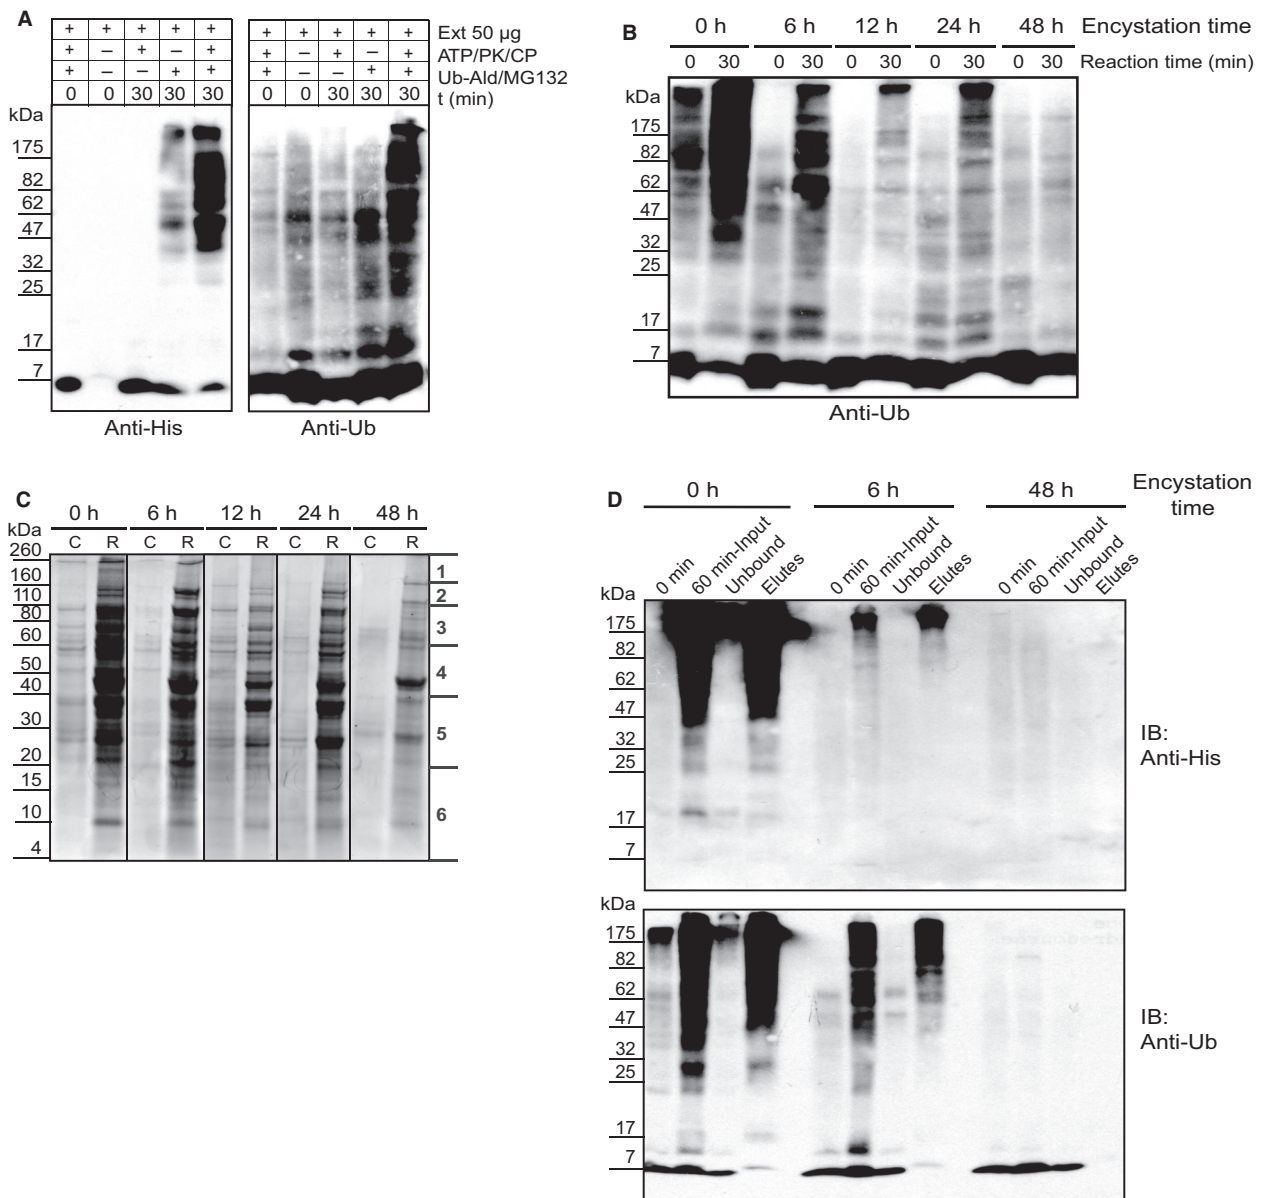 A
+ + + + + + + + + + Ext 50 µg
+ – + – + + – + – + ATP/PK/CP
+ – – + + + – – + + Ub-Ald/MG132
0 0 30 30 30 0 0 30 30 30 t (min)
kDa
175
82
62
47
32
25
17
7
Anti-His Anti-Ub
B
0 h 6 h 12 h 24 h 48 h Encystation time
0 30 0 30 0 30 0 30 0 30 Reaction time (min)
kDa
175
82
62
47
32
25
17
7
Anti-Ub
C
0 h 6 h 12 h 24 h 48 h
kDa C R C R C R C R C R
260
160
110
80
60
50
40
30
20
15
10
4
1
2
3
4
5
6
D
0 h 6 h 48 h Encystation
time
0 min 60 min-Input Unbound Elutes 0 min 60 min-Input Unbound Elutes 0 min 60 min-Input Unbound Elutes
kDa
175
82
62
47
32
25
17
7
IB:
Anti-His
kDa
175
82
62
47
32
25
17
7
IB:
Anti-Ub